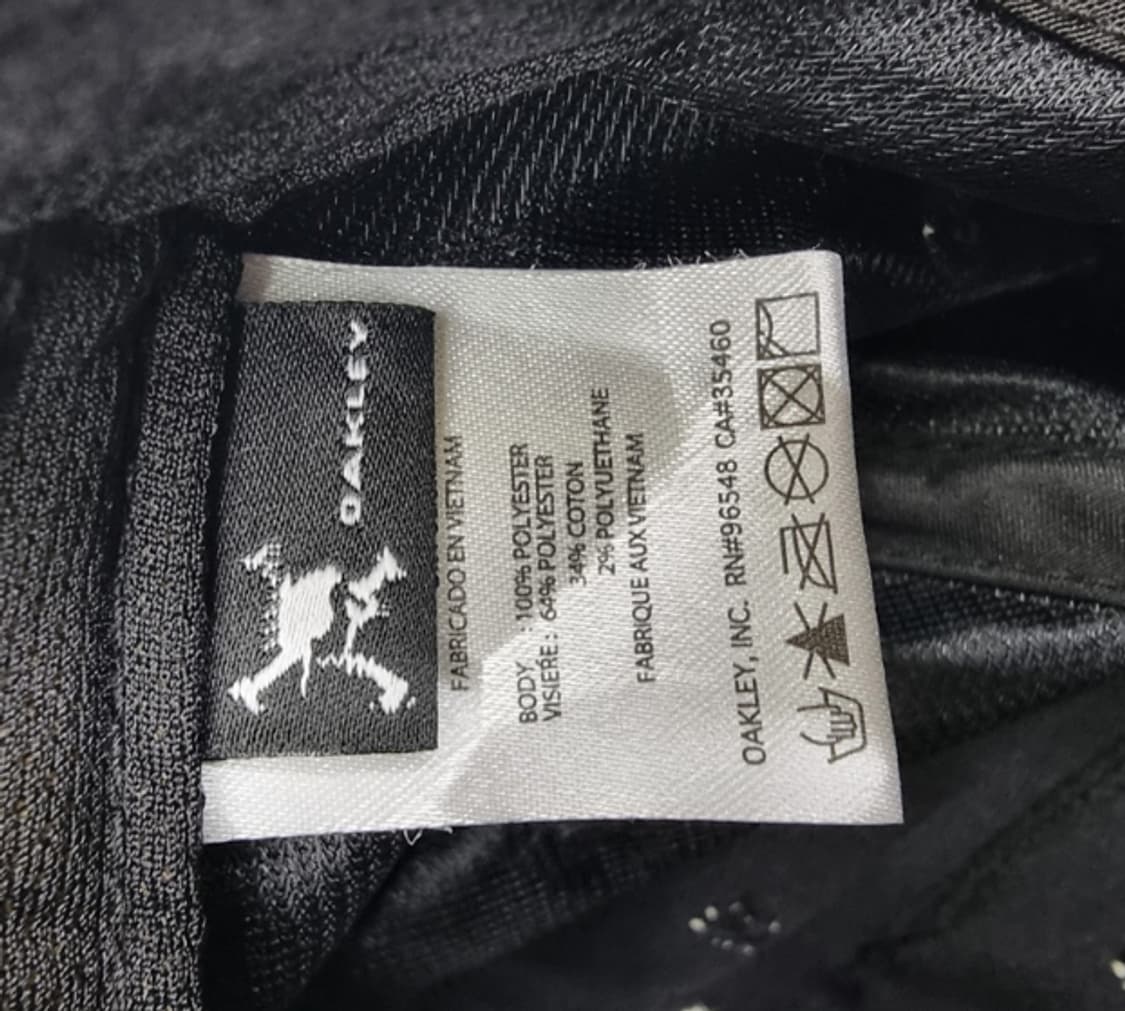 OAKLEY
FABRICADO EN VIETNAM
BODY : 100% POLYESTER
VISIERE : 64% POLYESTER
34% COTON
2% POLYUETHANE
FABRIQUE AUX VIETNAM
OAKLEY, INC. RN#96548 CA#35460